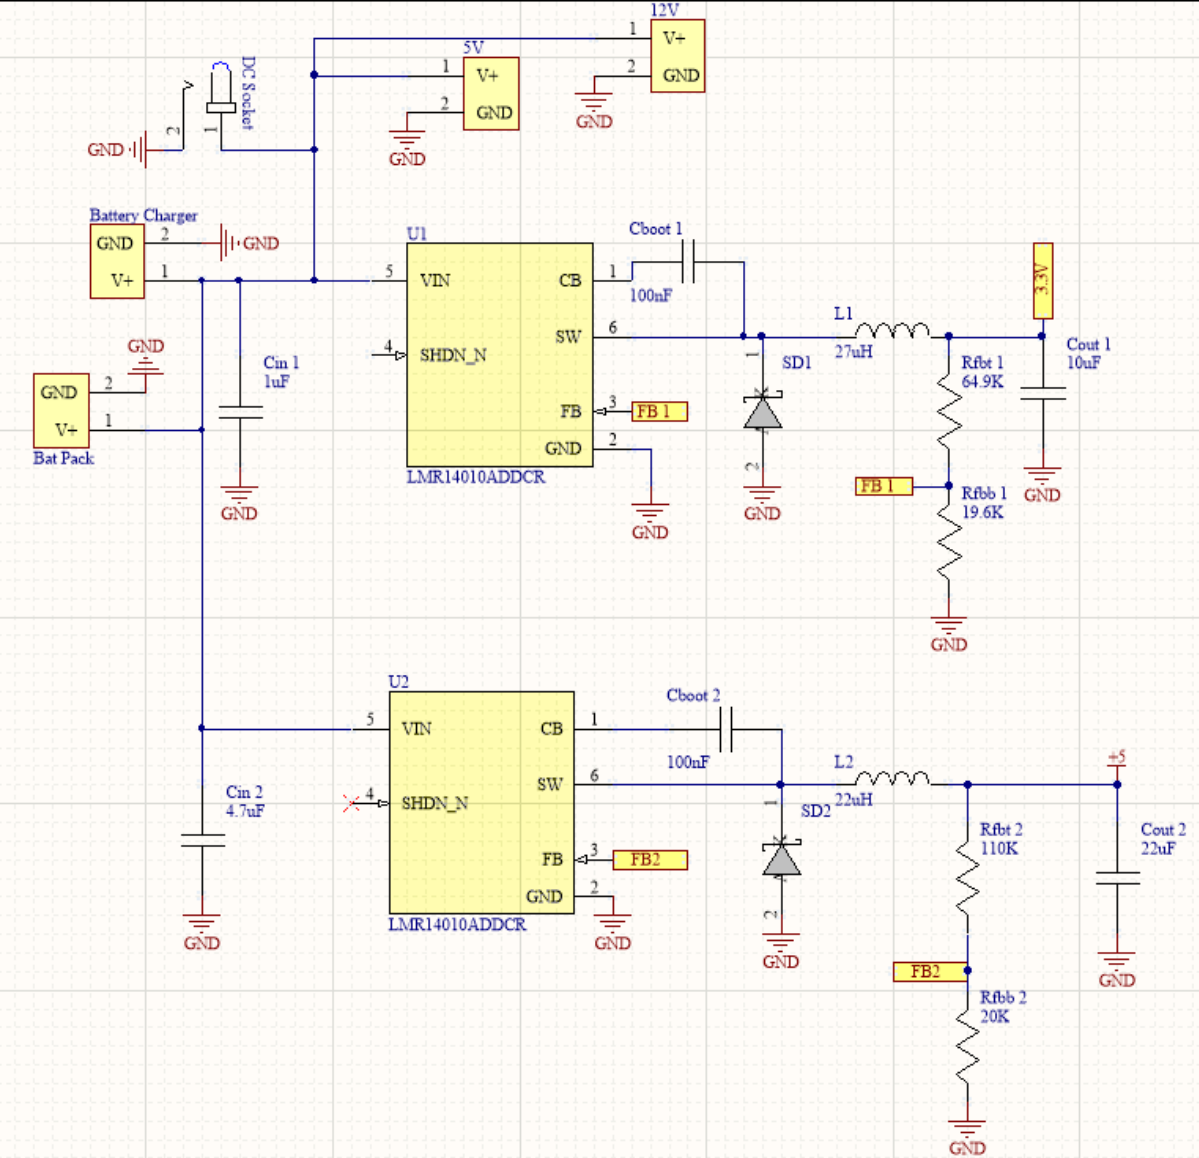 12V
1 V+
2 GND
GND
5V
1 V+
2 GND
GND
DC Socket
2
1
GND
Battery Charger
GND 2
GND
V+ 1
GND
GND 2
V+ 1
Bat Pack
Cin 1
1uF
GND
U1
5 VIN
4 SHDN_N
CB 1
SW 6
FB 3
FB 1
GND 2
LMR14010ADDCR
GND
Cboot 1
100nF
1
SD1
K
A
2
GND
L1
27uH
3.3V
Rfbt 1
64.9K
Cout 1
10uF
GND
FB 1
Rfbb 1
19.6K
GND
U2
5 VIN
4 SHDN_N
CB 1
SW 6
FB 3
FB2
GND 2
LMR14010ADDCR
GND
Cin 2
4.7uF
GND
Cboot 2
100nF
1
SD2
K
A
2
GND
L2
22uH
+5
Rfbt 2
110K
Cout 2
22uF
GND
FB2
Rfbb 2
20K
GND